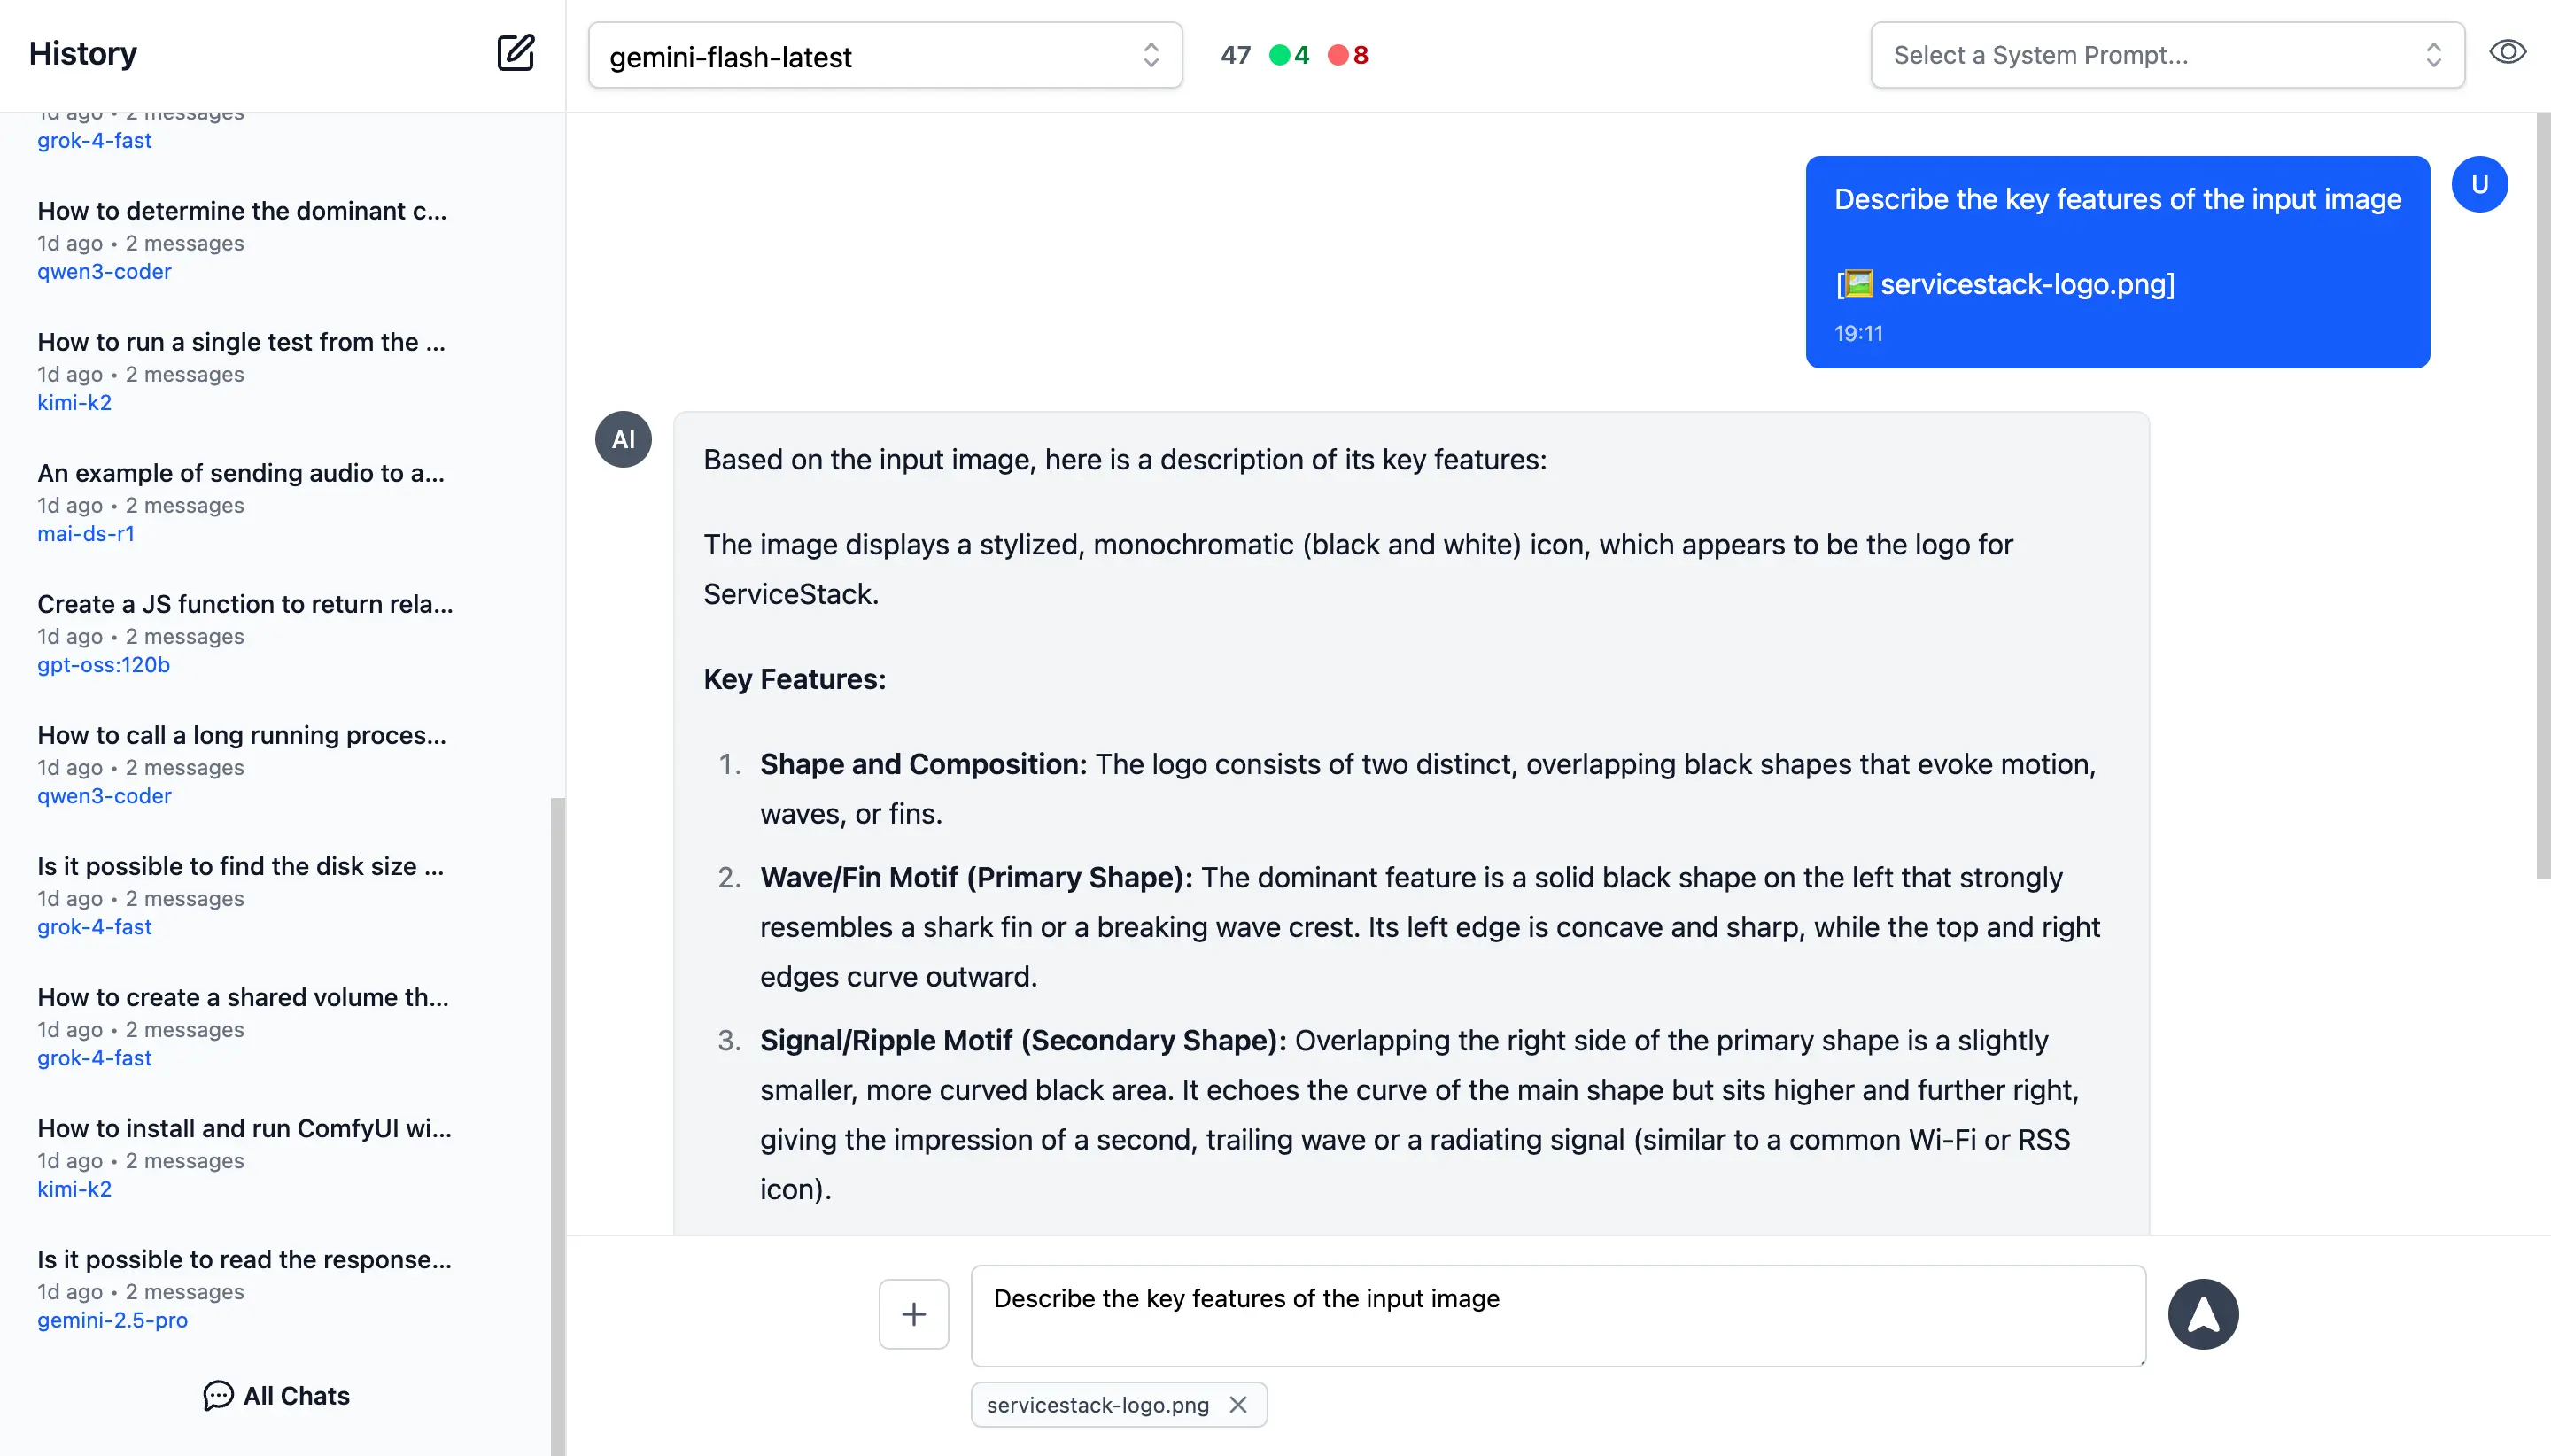 History
gemini-flash-latest
47 4 8
Select a System Prompt...
1d ago • 2 messages
grok-4-fast
How to determine the dominant c...
1d ago • 2 messages
qwen3-coder
How to run a single test from the ...
1d ago • 2 messages
kimi-k2
An example of sending audio to a...
1d ago • 2 messages
mai-ds-r1
Create a JS function to return rela...
1d ago • 2 messages
gpt-oss:120b
How to call a long running proces...
1d ago • 2 messages
qwen3-coder
Is it possible to find the disk size ...
1d ago • 2 messages
grok-4-fast
How to create a shared volume th...
1d ago • 2 messages
grok-4-fast
How to install and run ComfyUI wi...
1d ago • 2 messages
kimi-k2
Is it possible to read the response...
1d ago • 2 messages
gemini-2.5-pro
All Chats
Describe the key features of the input image
U
[🖼️ servicestack-logo.png]
19:11
AI
Based on the input image, here is a description of its key features:
The image displays a stylized, monochromatic (black and white) icon, which appears to be the logo for
ServiceStack.
Key Features:
1. Shape and Composition: The logo consists of two distinct, overlapping black shapes that evoke motion,
waves, or fins.
2. Wave/Fin Motif (Primary Shape): The dominant feature is a solid black shape on the left that strongly
resembles a shark fin or a breaking wave crest. Its left edge is concave and sharp, while the top and right
edges curve outward.
3. Signal/Ripple Motif (Secondary Shape): Overlapping the right side of the primary shape is a slightly
smaller, more curved black area. It echoes the curve of the main shape but sits higher and further right,
giving the impression of a second, trailing wave or a radiating signal (similar to a common Wi-Fi or RSS
icon).
Describe the key features of the input image
servicestack-logo.png